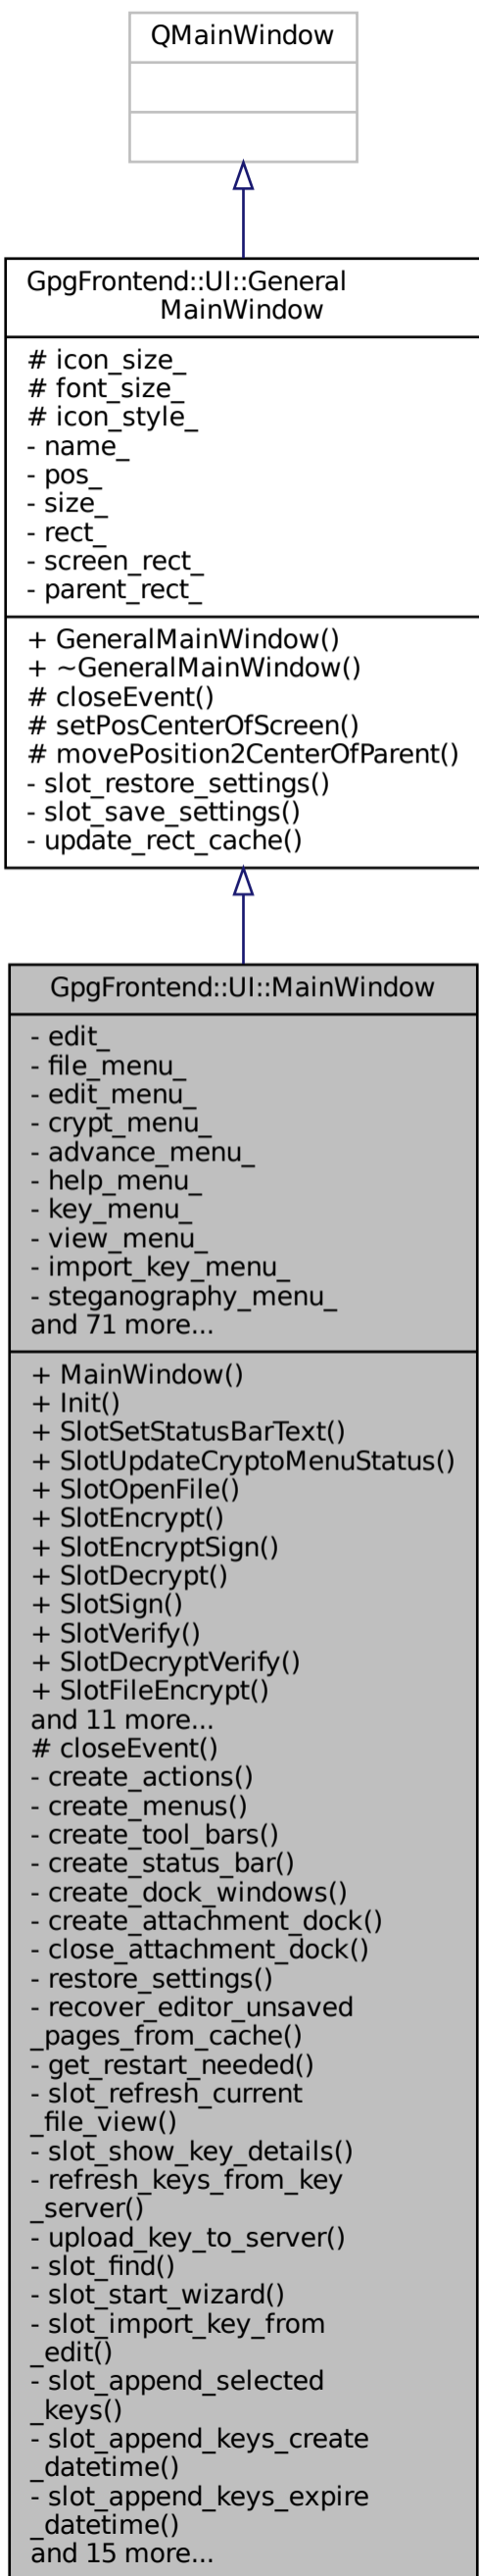 QMainWindow
GpgFrontend::UI::General
MainWindow
# icon_size_
# font_size_
# icon_style_
- name_
- pos_
- size_
- rect_
- screen_rect_
- parent_rect_
+ GeneralMainWindow()
+ ~GeneralMainWindow()
# closeEvent()
# setPosCenterOfScreen()
# movePosition2CenterOfParent()
- slot_restore_settings()
- slot_save_settings()
- update_rect_cache()
GpgFrontend::UI::MainWindow
- edit_
- file_menu_
- edit_menu_
- crypt_menu_
- advance_menu_
- help_menu_
- key_menu_
- view_menu_
- import_key_menu_
- steganography_menu_
and 71 more...
+ MainWindow()
+ Init()
+ SlotSetStatusBarText()
+ SlotUpdateCryptoMenuStatus()
+ SlotOpenFile()
+ SlotEncrypt()
+ SlotEncryptSign()
+ SlotDecrypt()
+ SlotSign()
+ SlotVerify()
+ SlotDecryptVerify()
+ SlotFileEncrypt()
and 11 more...
# closeEvent()
- create_actions()
- create_menus()
- create_tool_bars()
- create_status_bar()
- create_dock_windows()
- create_attachment_dock()
- close_attachment_dock()
- restore_settings()
- recover_editor_unsaved
_pages_from_cache()
- get_restart_needed()
- slot_refresh_current
_file_view()
- slot_show_key_details()
- refresh_keys_from_key
_server()
- upload_key_to_server()
- slot_find()
- slot_start_wizard()
- slot_import_key_from
_edit()
- slot_append_selected
_keys()
- slot_append_keys_create
_datetime()
- slot_append_keys_expire
_datetime()
and 15 more...